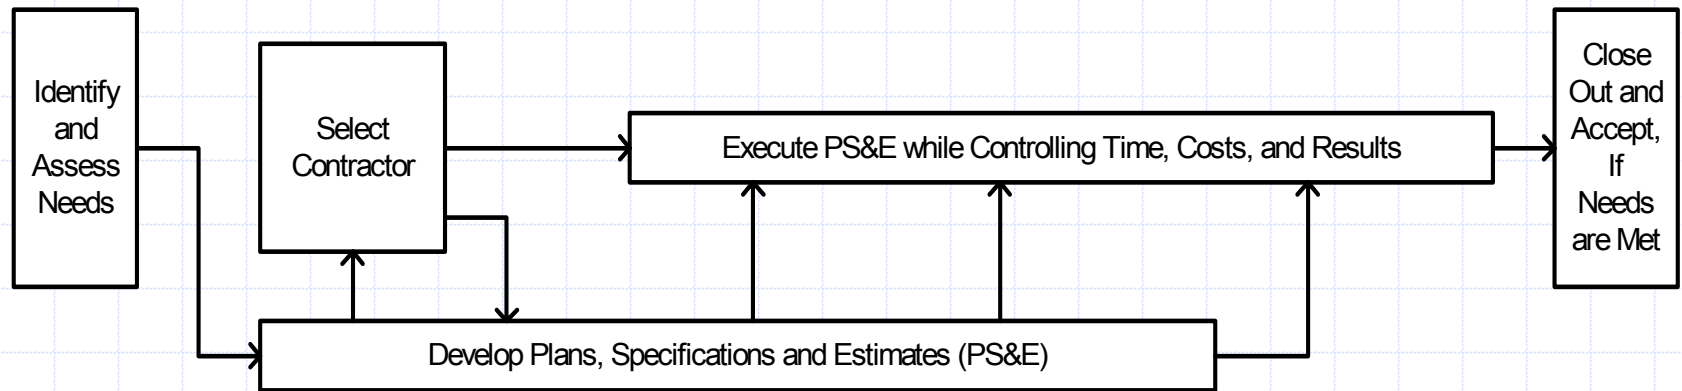 Identify
and
Assess
Needs
Select
Contractor
Execute PS&E while Controlling Time, Costs, and Results
Develop Plans, Specifications and Estimates (PS&E)
Close
Out and
Accept,
If
Needs
are Met